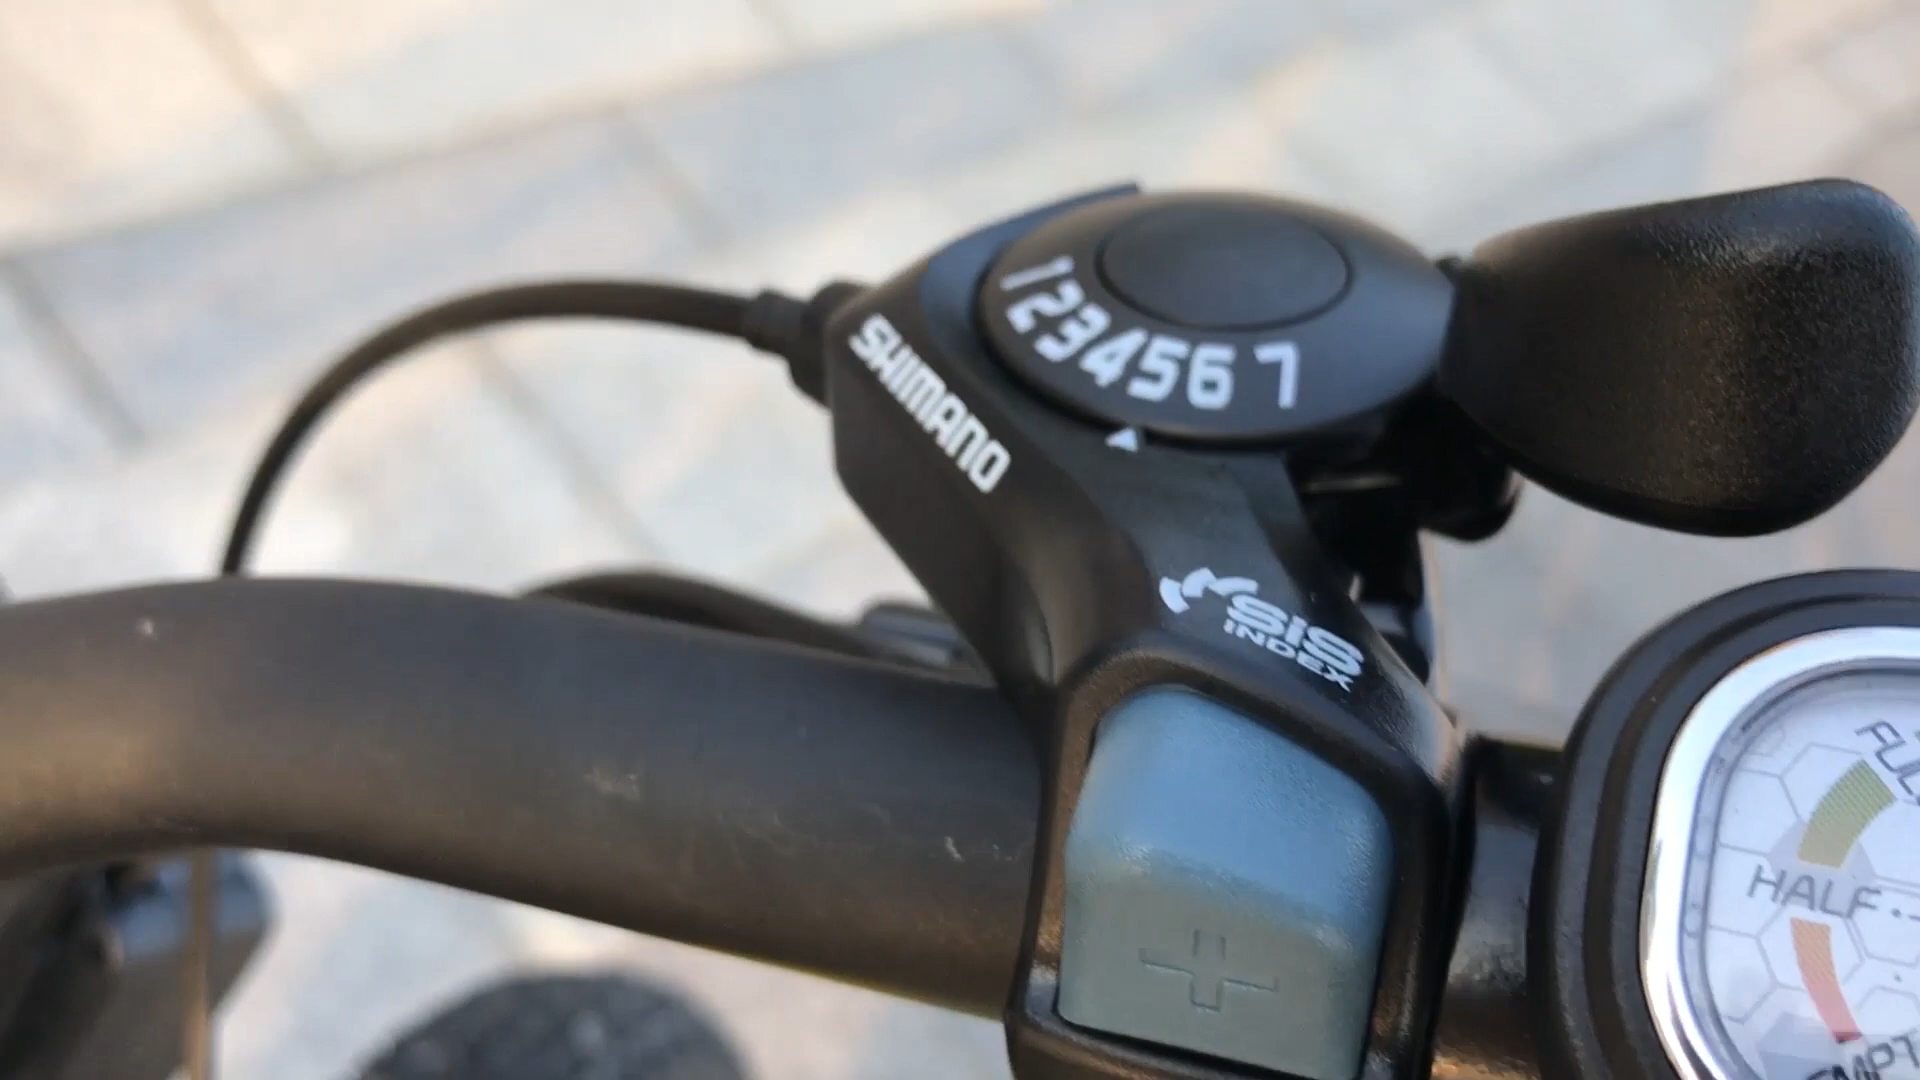 1234567
SHIMANO
SIS
INDEX
+
HALF